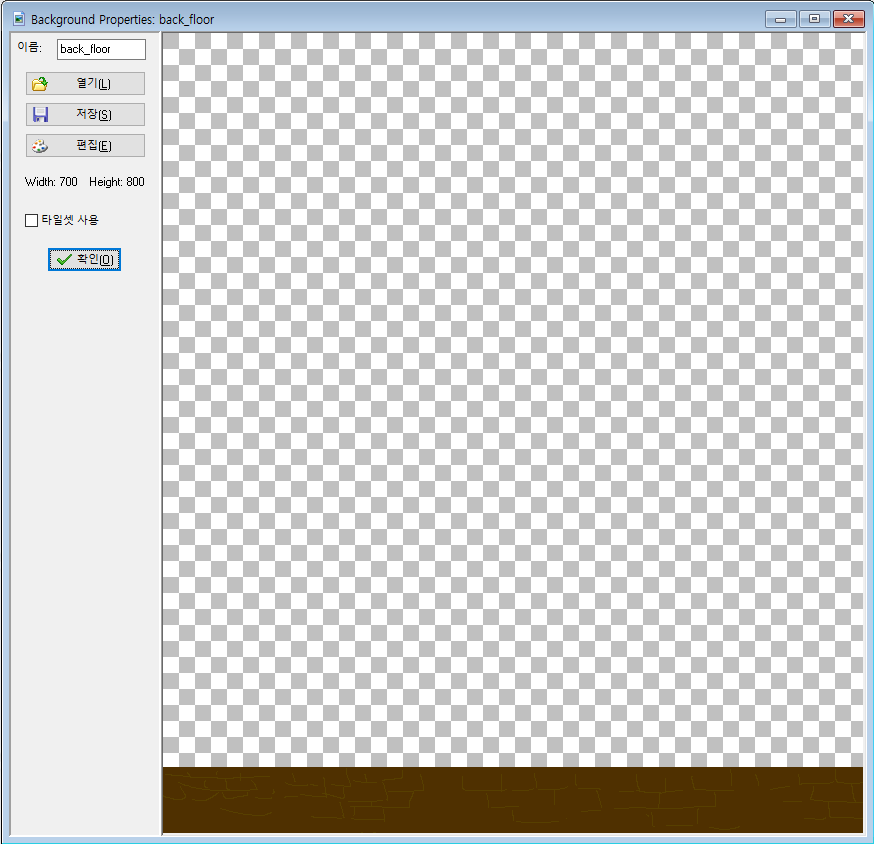 Background Properties: back_floor
이름: back_floor
열기(L)
저장(S)
편집(E)
Width: 700 Height: 800
타일셋 사용
확인(O)